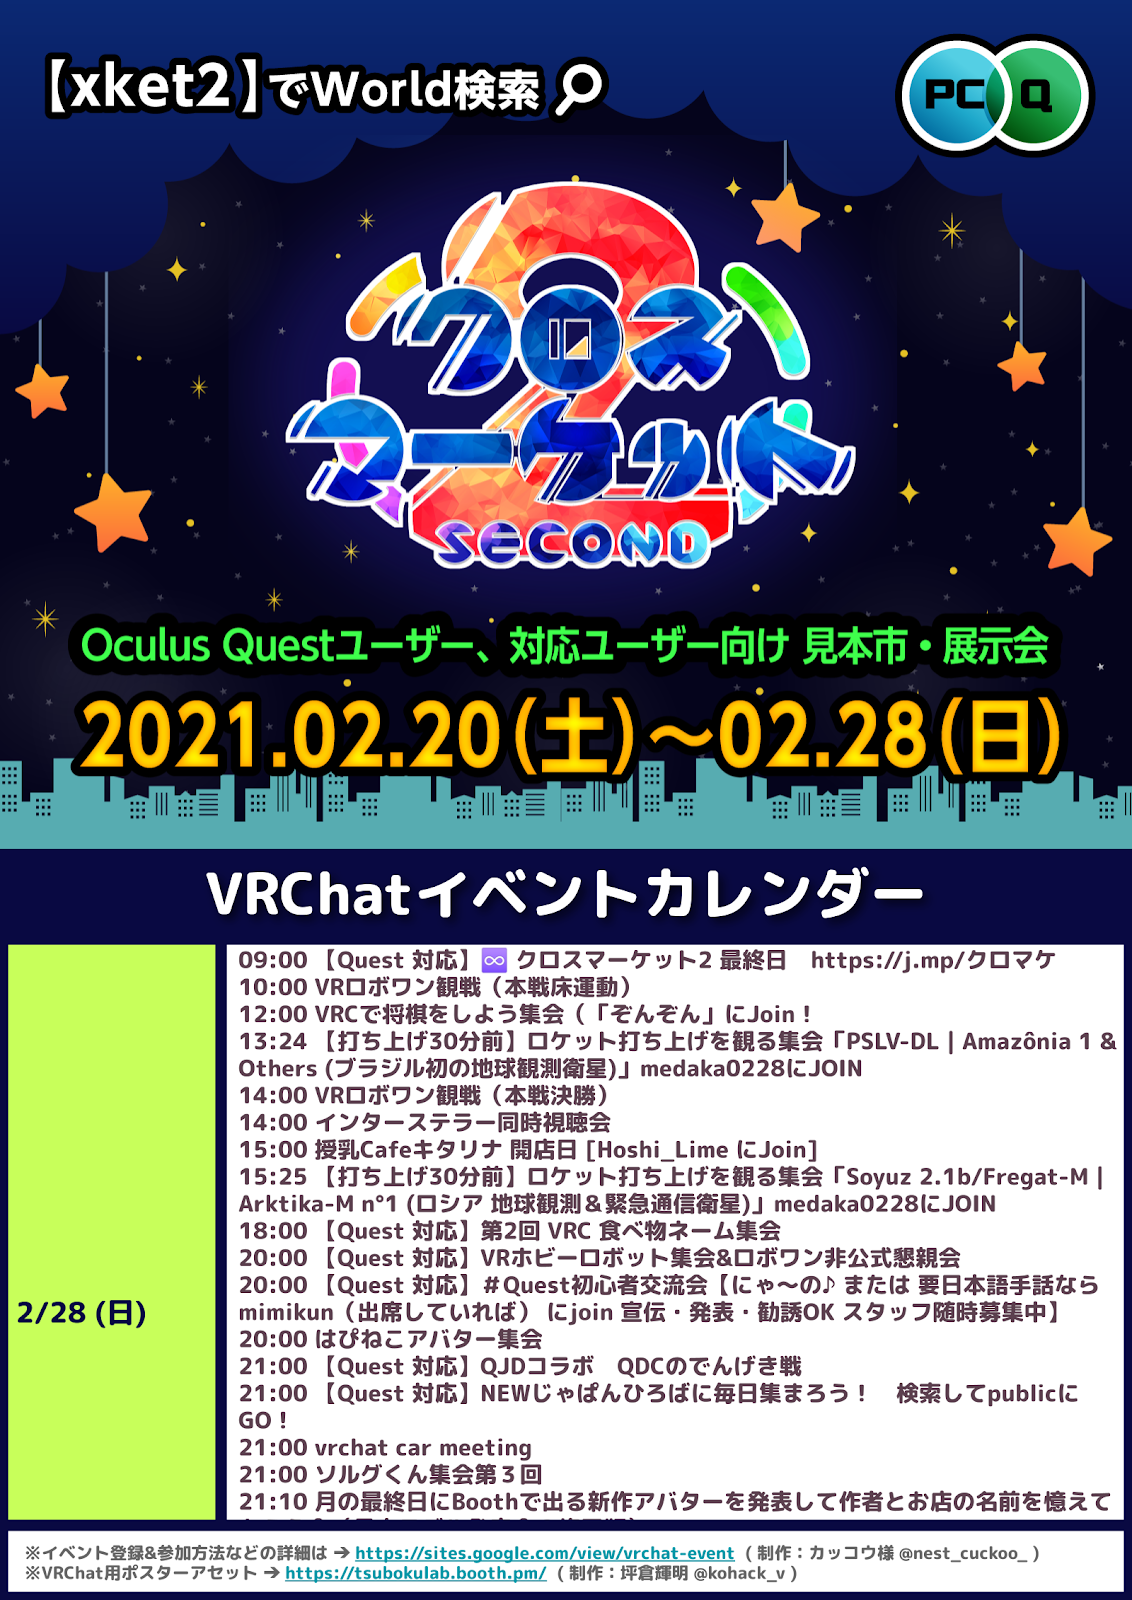 【xket2】でWorld検索
PC Q
2
クロス
マーケット
SECOND
Oculus Questユーザー、対応ユーザー向け 見本市・展示会
2021.02.20(土)～02.28(日)
VRChatイベントカレンダー
2/28 (日)
09:00 【Quest 対応】♾ クロスマーケット2 最終日　https://j.mp/クロマケ
10:00 VRロボワン観戦（本戦床運動）
12:00 VRCで将棋をしよう集会（「ぞんぞん」にJoin！
13:24 【打ち上げ30分前】ロケット打ち上げを観る集会「PSLV-DL | Amazônia 1 &
Others (ブラジル初の地球観測衛星)」medaka0228にJOIN
14:00 VRロボワン観戦（本戦決勝）
14:00 インターステラー同時視聴会
15:00 授乳Cafeキタリナ 開店日 [Hoshi_Lime にJoin]
15:25 【打ち上げ30分前】ロケット打ち上げを観る集会「Soyuz 2.1b/Fregat-M |
Arktika-M n°1 (ロシア 地球観測＆緊急通信衛星)」medaka0228にJOIN
18:00 【Quest 対応】第2回 VRC 食べ物ネーム集会
20:00 【Quest 対応】VRホビーロボット集会&ロボワン非公式懇親会
20:00 【Quest 対応】＃Quest初心者交流会【にゃ～の♪ または 要日本語手話なら
mimikun（出席していれば） にjoin 宣伝・発表・勧誘OK スタッフ随時募集中】
20:00 はぴねこアバター集会
21:00 【Quest 対応】QJDコラボ　QDCのでんげき戦
21:00 【Quest 対応】NEWじゃぱんひろばに毎日集まろう！　検索してpublicに
GO！
21:00 vrchat car meeting
21:00 ソルグくん集会第３回
21:10 月の最終日にBoothで出る新作アバターを発表して作者とお店の名前を憶えて
※イベント登録&参加方法などの詳細は ➔ https://sites.google.com/view/vrchat-event （制作：カッコウ様 @nest_cuckoo_）
※VRChat用ポスターアセット ➔ https://tsubokulab.booth.pm/ （制作：坪倉輝明 @kohack_v）